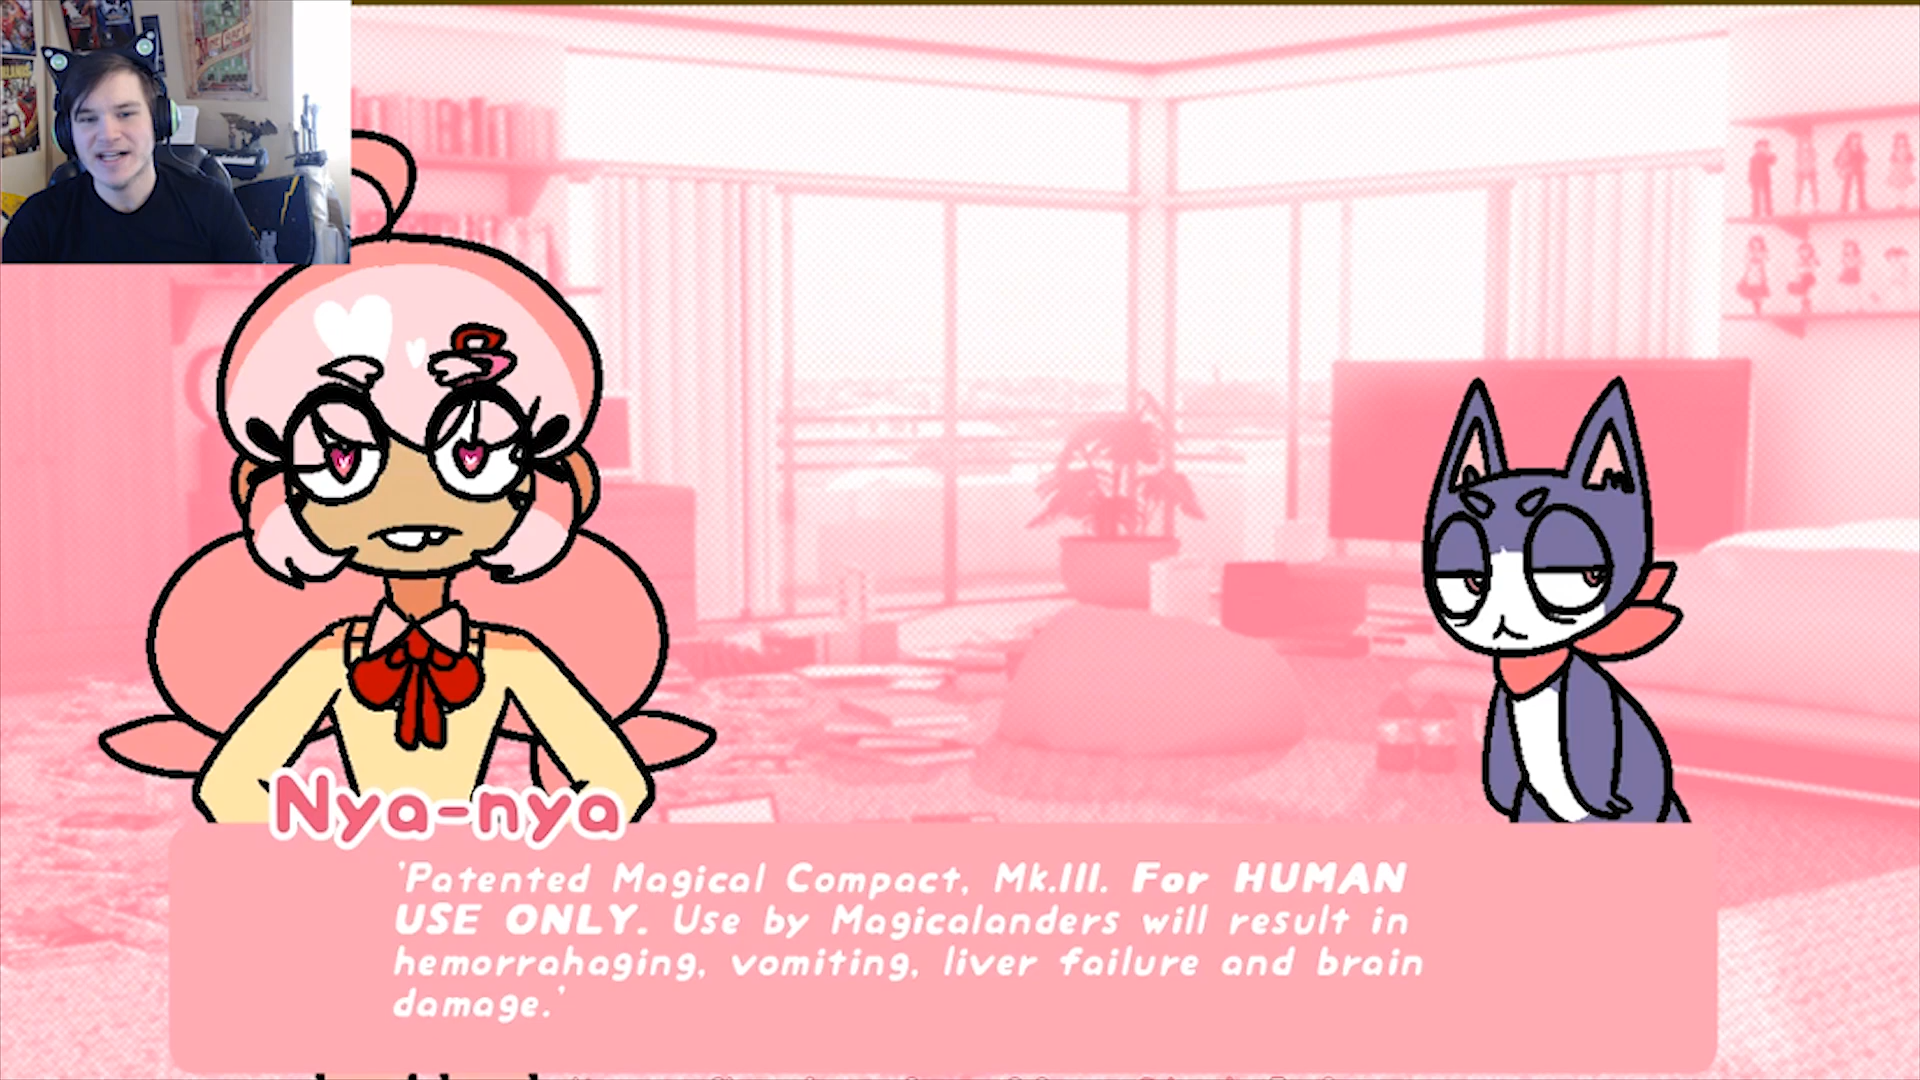 Nya-nya
'Patented Magical Compact, Mk.III. For HUMAN
USE ONLY. Use by Magicalanders will result in
hemorrahaging, vomiting, liver failure and brain
damage.'